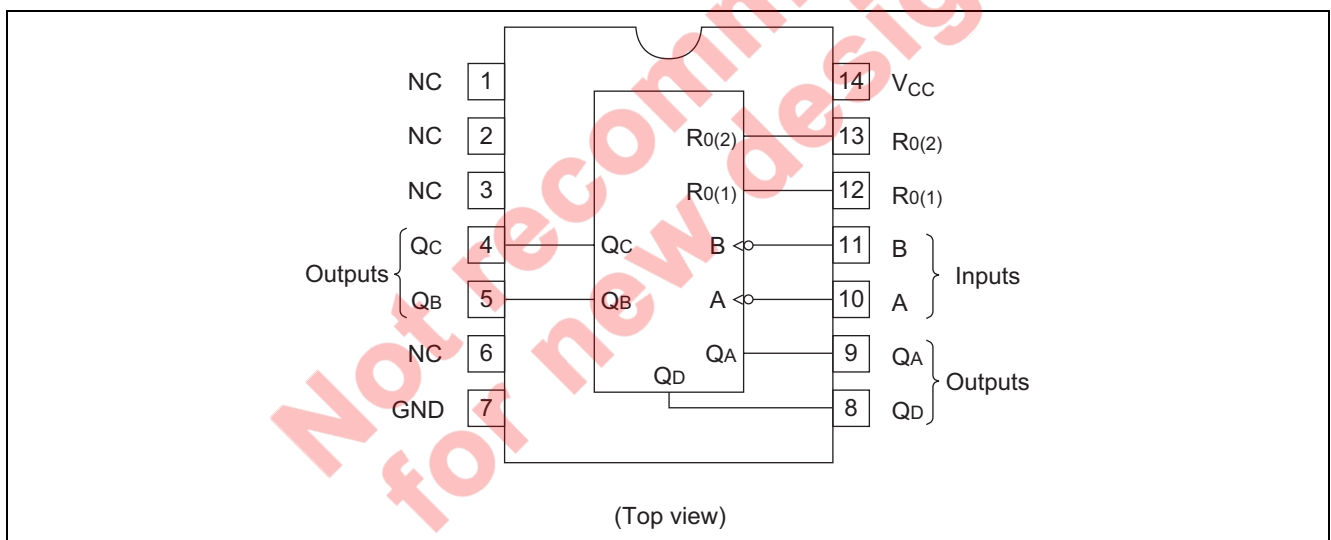 Not recomm
for new desig
NC 1
14 VCC
NC 2
R0(2) 13 R0(2)
NC 3
R0(1) 12 R0(1)
Outputs
QC 4 QC
B 11 B
Inputs
QB 5 QB
A 10 A
NC 6
QA 9 QA
Outputs
QD
GND 7
8 QD
(Top view)